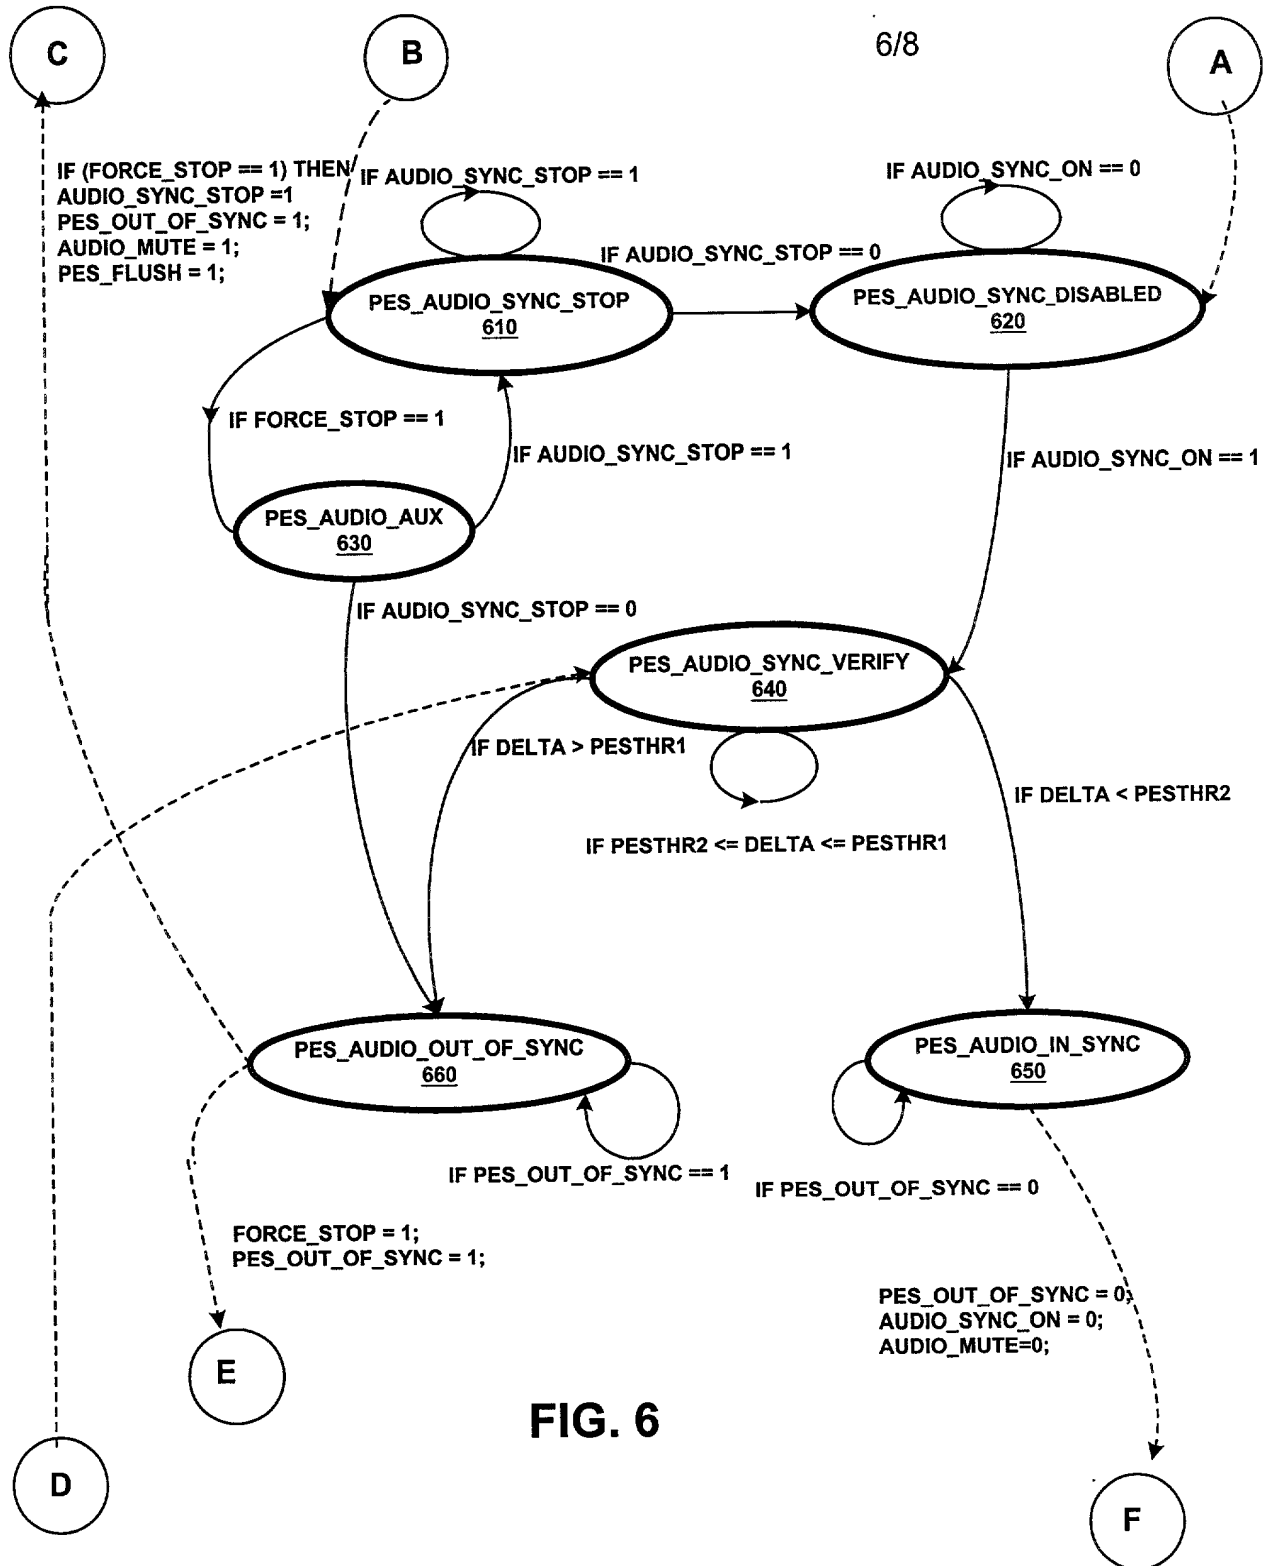 C
B
6/8
A
IF (FORCE_STOP == 1) THEN
AUDIO_SYNC_STOP =1
PES_OUT_OF_SYNC = 1;
AUDIO_MUTE = 1;
PES_FLUSH = 1;
IF AUDIO_SYNC_STOP == 1
IF AUDIO_SYNC_ON == 0
IF AUDIO_SYNC_STOP == 0
PES_AUDIO_SYNC_STOP
610
PES_AUDIO_SYNC_DISABLED
620
IF FORCE_STOP == 1
IF AUDIO_SYNC_STOP == 1
IF AUDIO_SYNC_ON == 1
PES_AUDIO_AUX
630
IF AUDIO_SYNC_STOP == 0
PES_AUDIO_SYNC_VERIFY
640
IF DELTA > PESTHR1
IF DELTA < PESTHR2
IF PESTHR2 <= DELTA <= PESTHR1
PES_AUDIO_OUT_OF_SYNC
660
PES_AUDIO_IN_SYNC
650
IF PES_OUT_OF_SYNC == 1
IF PES_OUT_OF_SYNC == 0
FORCE_STOP = 1;
PES_OUT_OF_SYNC = 1;
PES_OUT_OF_SYNC = 0;
AUDIO_SYNC_ON = 0;
AUDIO_MUTE=0;
E
FIG. 6
D
F